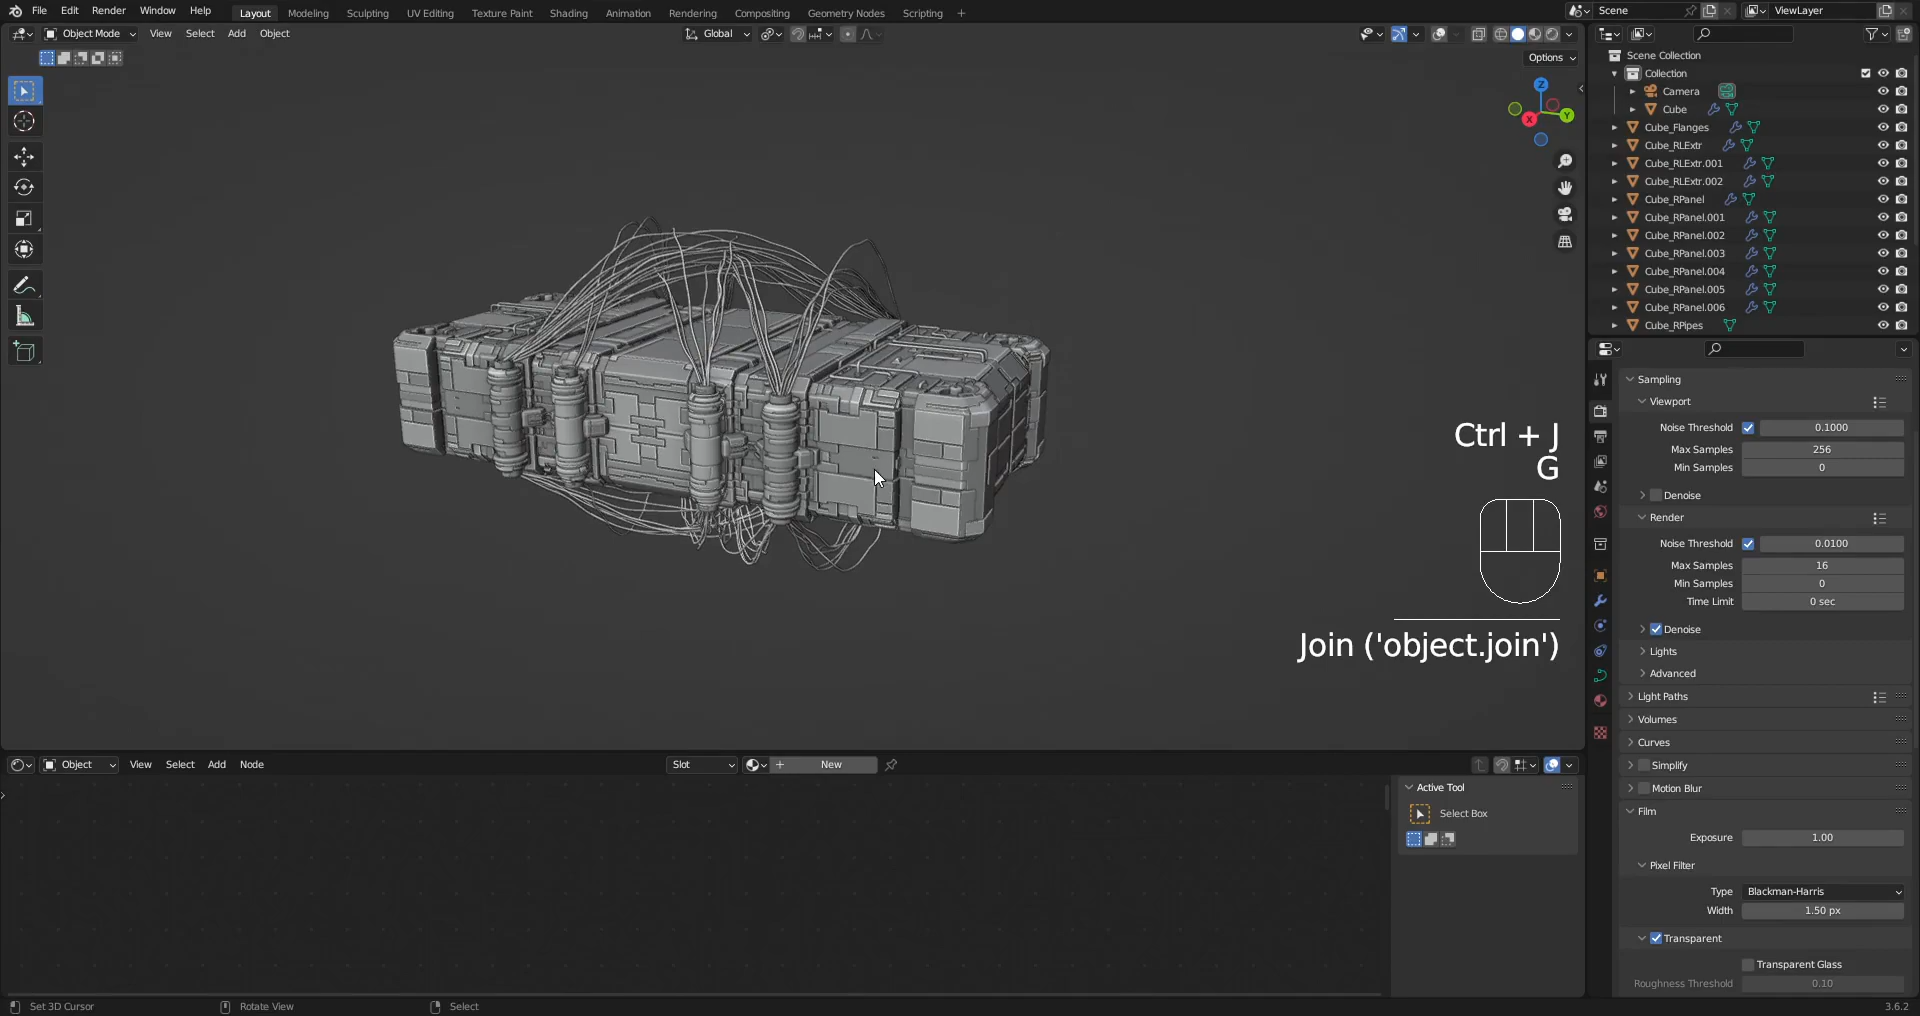 File Edit Render Window Help Layout Modeling Sculpting UV Editing Texture Paint Shading Animation Rendering Compositing Geometry Nodes Scripting + Scene ViewLayer
Object Mode View Select Add Object Global
Options
Scene Collection
Collection
Camera
Cube
Cube_Flanges
Cube_RLExtr
Cube_RLExtr.001
Cube_RLExtr.002
Cube_RPanel
Cube_RPanel.001
Cube_RPanel.002
Cube_RPanel.003
Cube_RPanel.004
Cube_RPanel.005
Cube_RPanel.006
Cube_RPipes
Z
Y
X
Ctrl + J
G
Join ('object.join')
Sampling
Viewport
Noise Threshold 0.1000
Max Samples 256
Min Samples 0
Denoise
Render
Noise Threshold 0.0100
Max Samples 16
Min Samples 0
Time Limit 0 sec
Denoise
Lights
Advanced
Light Paths
Volumes
Curves
Simplify
Motion Blur
Film
Exposure 1.00
Pixel Filter
Type Blackman-Harris
Width 1.50 px
Transparent
Transparent Glass
Roughness Threshold 0.10
Object View Select Add Node Slot + New
Active Tool
Select Box
Set 3D Cursor Rotate View Select 3.6.2